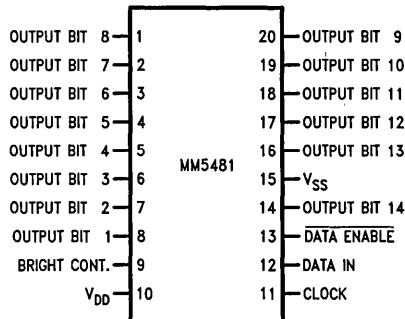 OUTPUT BIT 8 1 20 OUTPUT BIT 9
OUTPUT BIT 7 2 19 OUTPUT BIT 10
OUTPUT BIT 6 3 18 OUTPUT BIT 11
OUTPUT BIT 5 4 17 OUTPUT BIT 12
OUTPUT BIT 4 5 16 OUTPUT BIT 13
MM5481
OUTPUT BIT 3 6 15 VSS
OUTPUT BIT 2 7 14 OUTPUT BIT 14
OUTPUT BIT 1 8 13 DATA ENABLE
BRIGHT CONT. 9 12 DATA IN
VDD 10 11 CLOCK